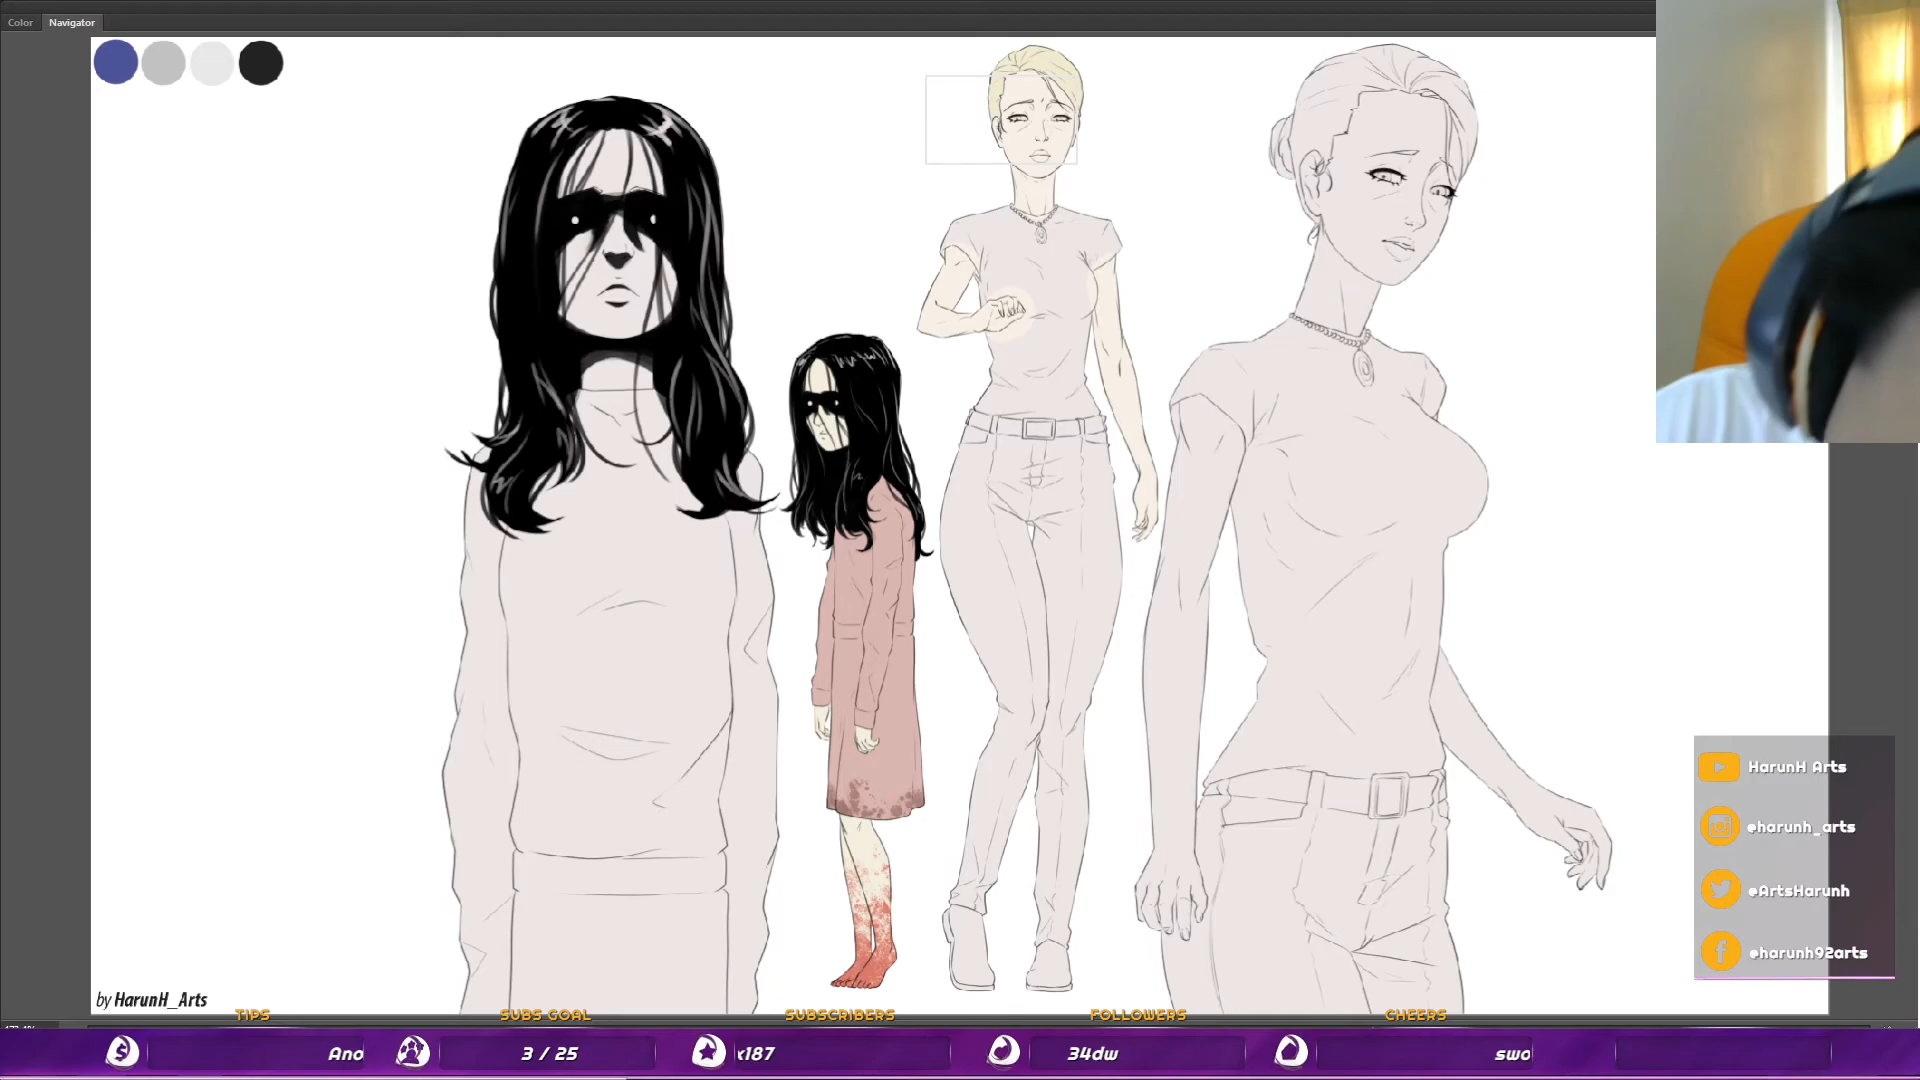 Color Navigator
by HarunH_Arts
HarunH Arts
@harunh_arts
@ArtsHarunh
@harunh92arts
TIPS SUBS GOAL SUBSCRIBERS FOLLOWERS CHEERS
Ano 3 / 25 x187 34dw swo